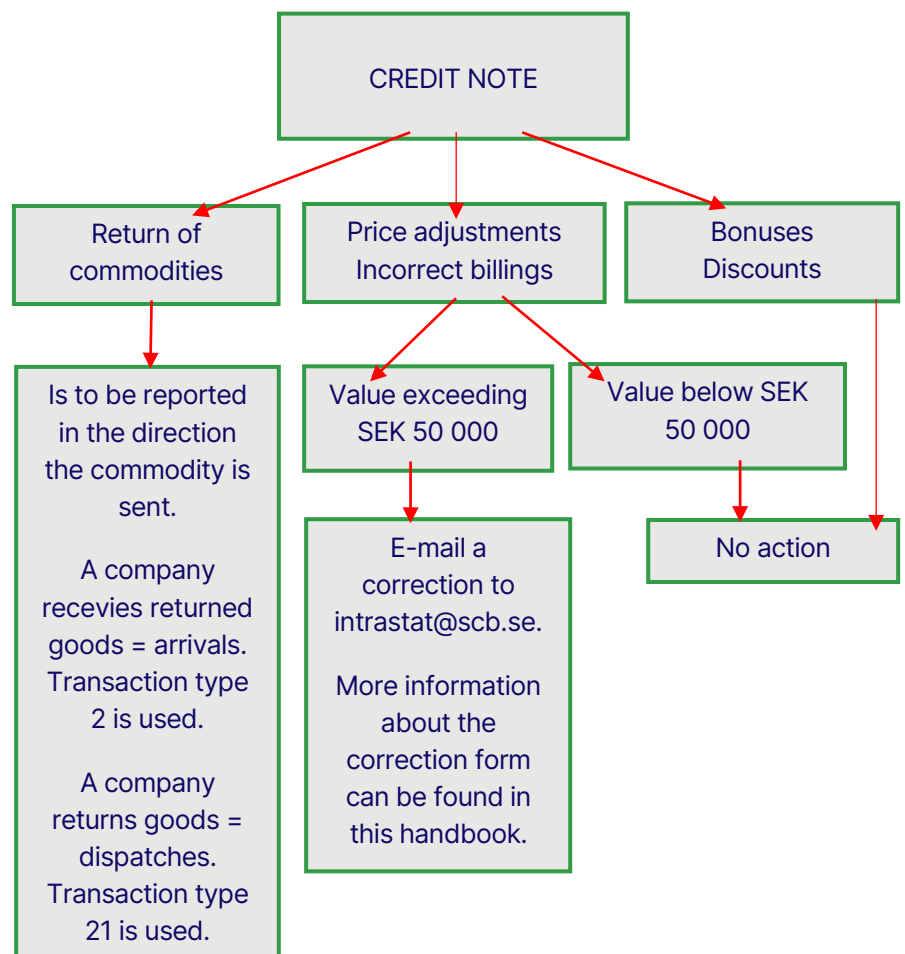 CREDIT NOTE
Return of
commodities
Price adjustments
Incorrect billings
Bonuses
Discounts
Is to be reported
in the direction
the commodity is
sent.
A company
recevies returned
goods = arrivals.
Transaction type
2 is used.
A company
returns goods =
dispatches.
Transaction type
21 is used.
Value exceeding
SEK 50 000
Value below SEK
50 000
E-mail a
correction to
intrastat@scb.se.
More information
about the
correction form
can be found in
this handbook.
No action